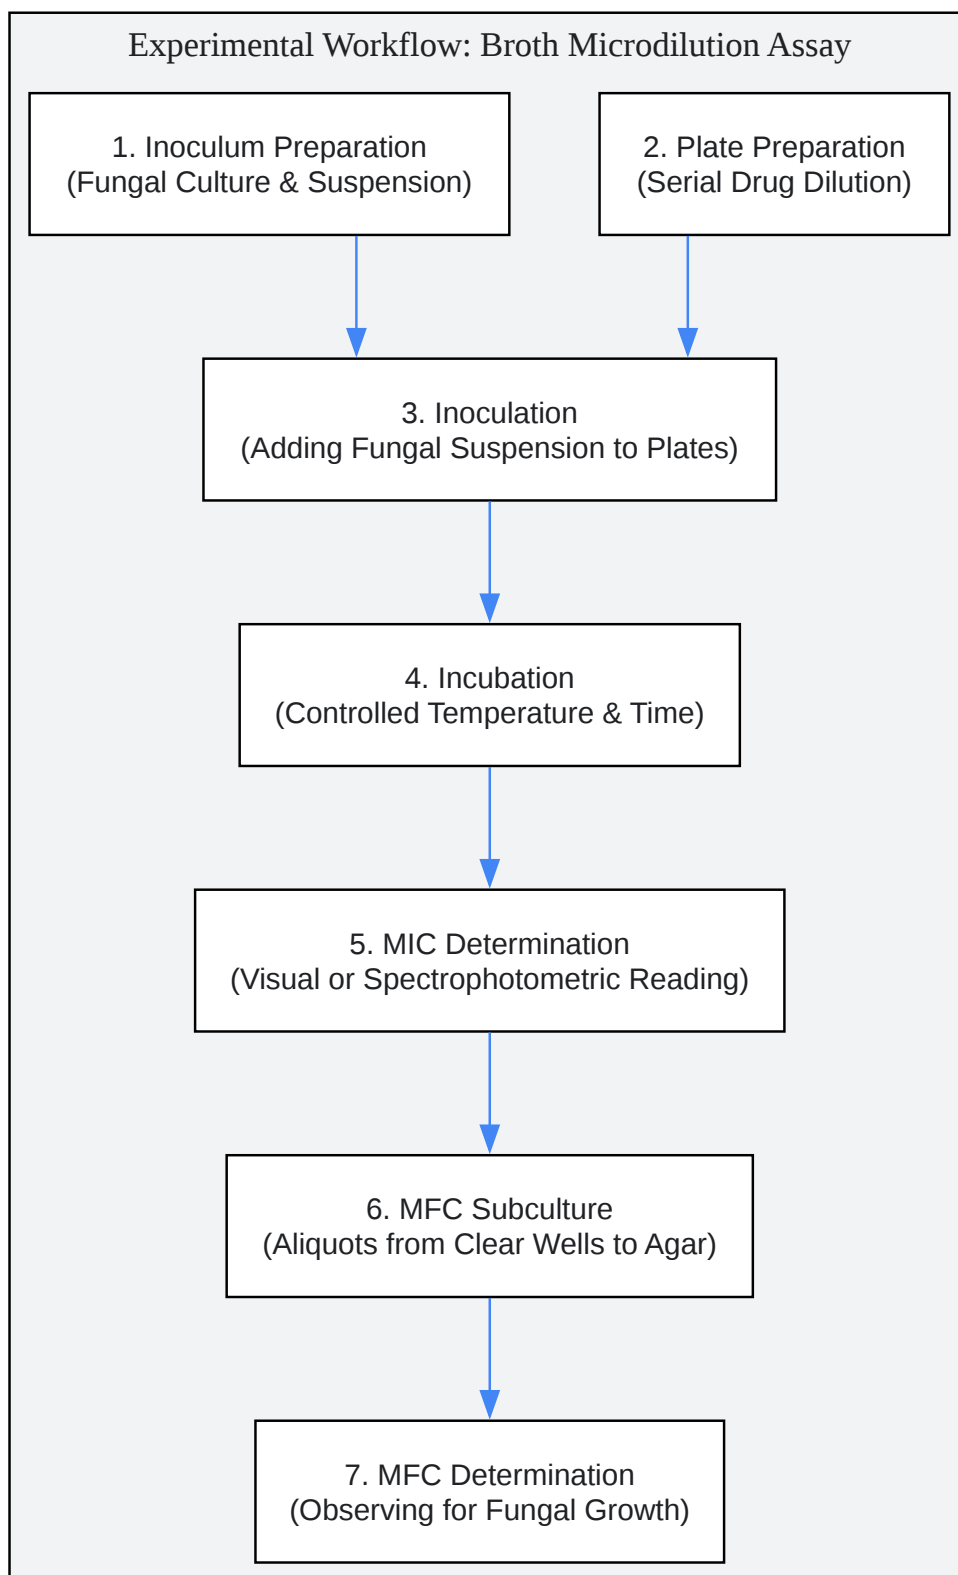 Experimental Workflow: Broth Microdilution Assay
1. Inoculum Preparation
(Fungal Culture & Suspension)
2. Plate Preparation
(Serial Drug Dilution)
3. Inoculation
(Adding Fungal Suspension to Plates)
4. Incubation
(Controlled Temperature & Time)
5. MIC Determination
(Visual or Spectrophotometric Reading)
6. MFC Subculture
(Aliquots from Clear Wells to Agar)
7. MFC Determination
(Observing for Fungal Growth)